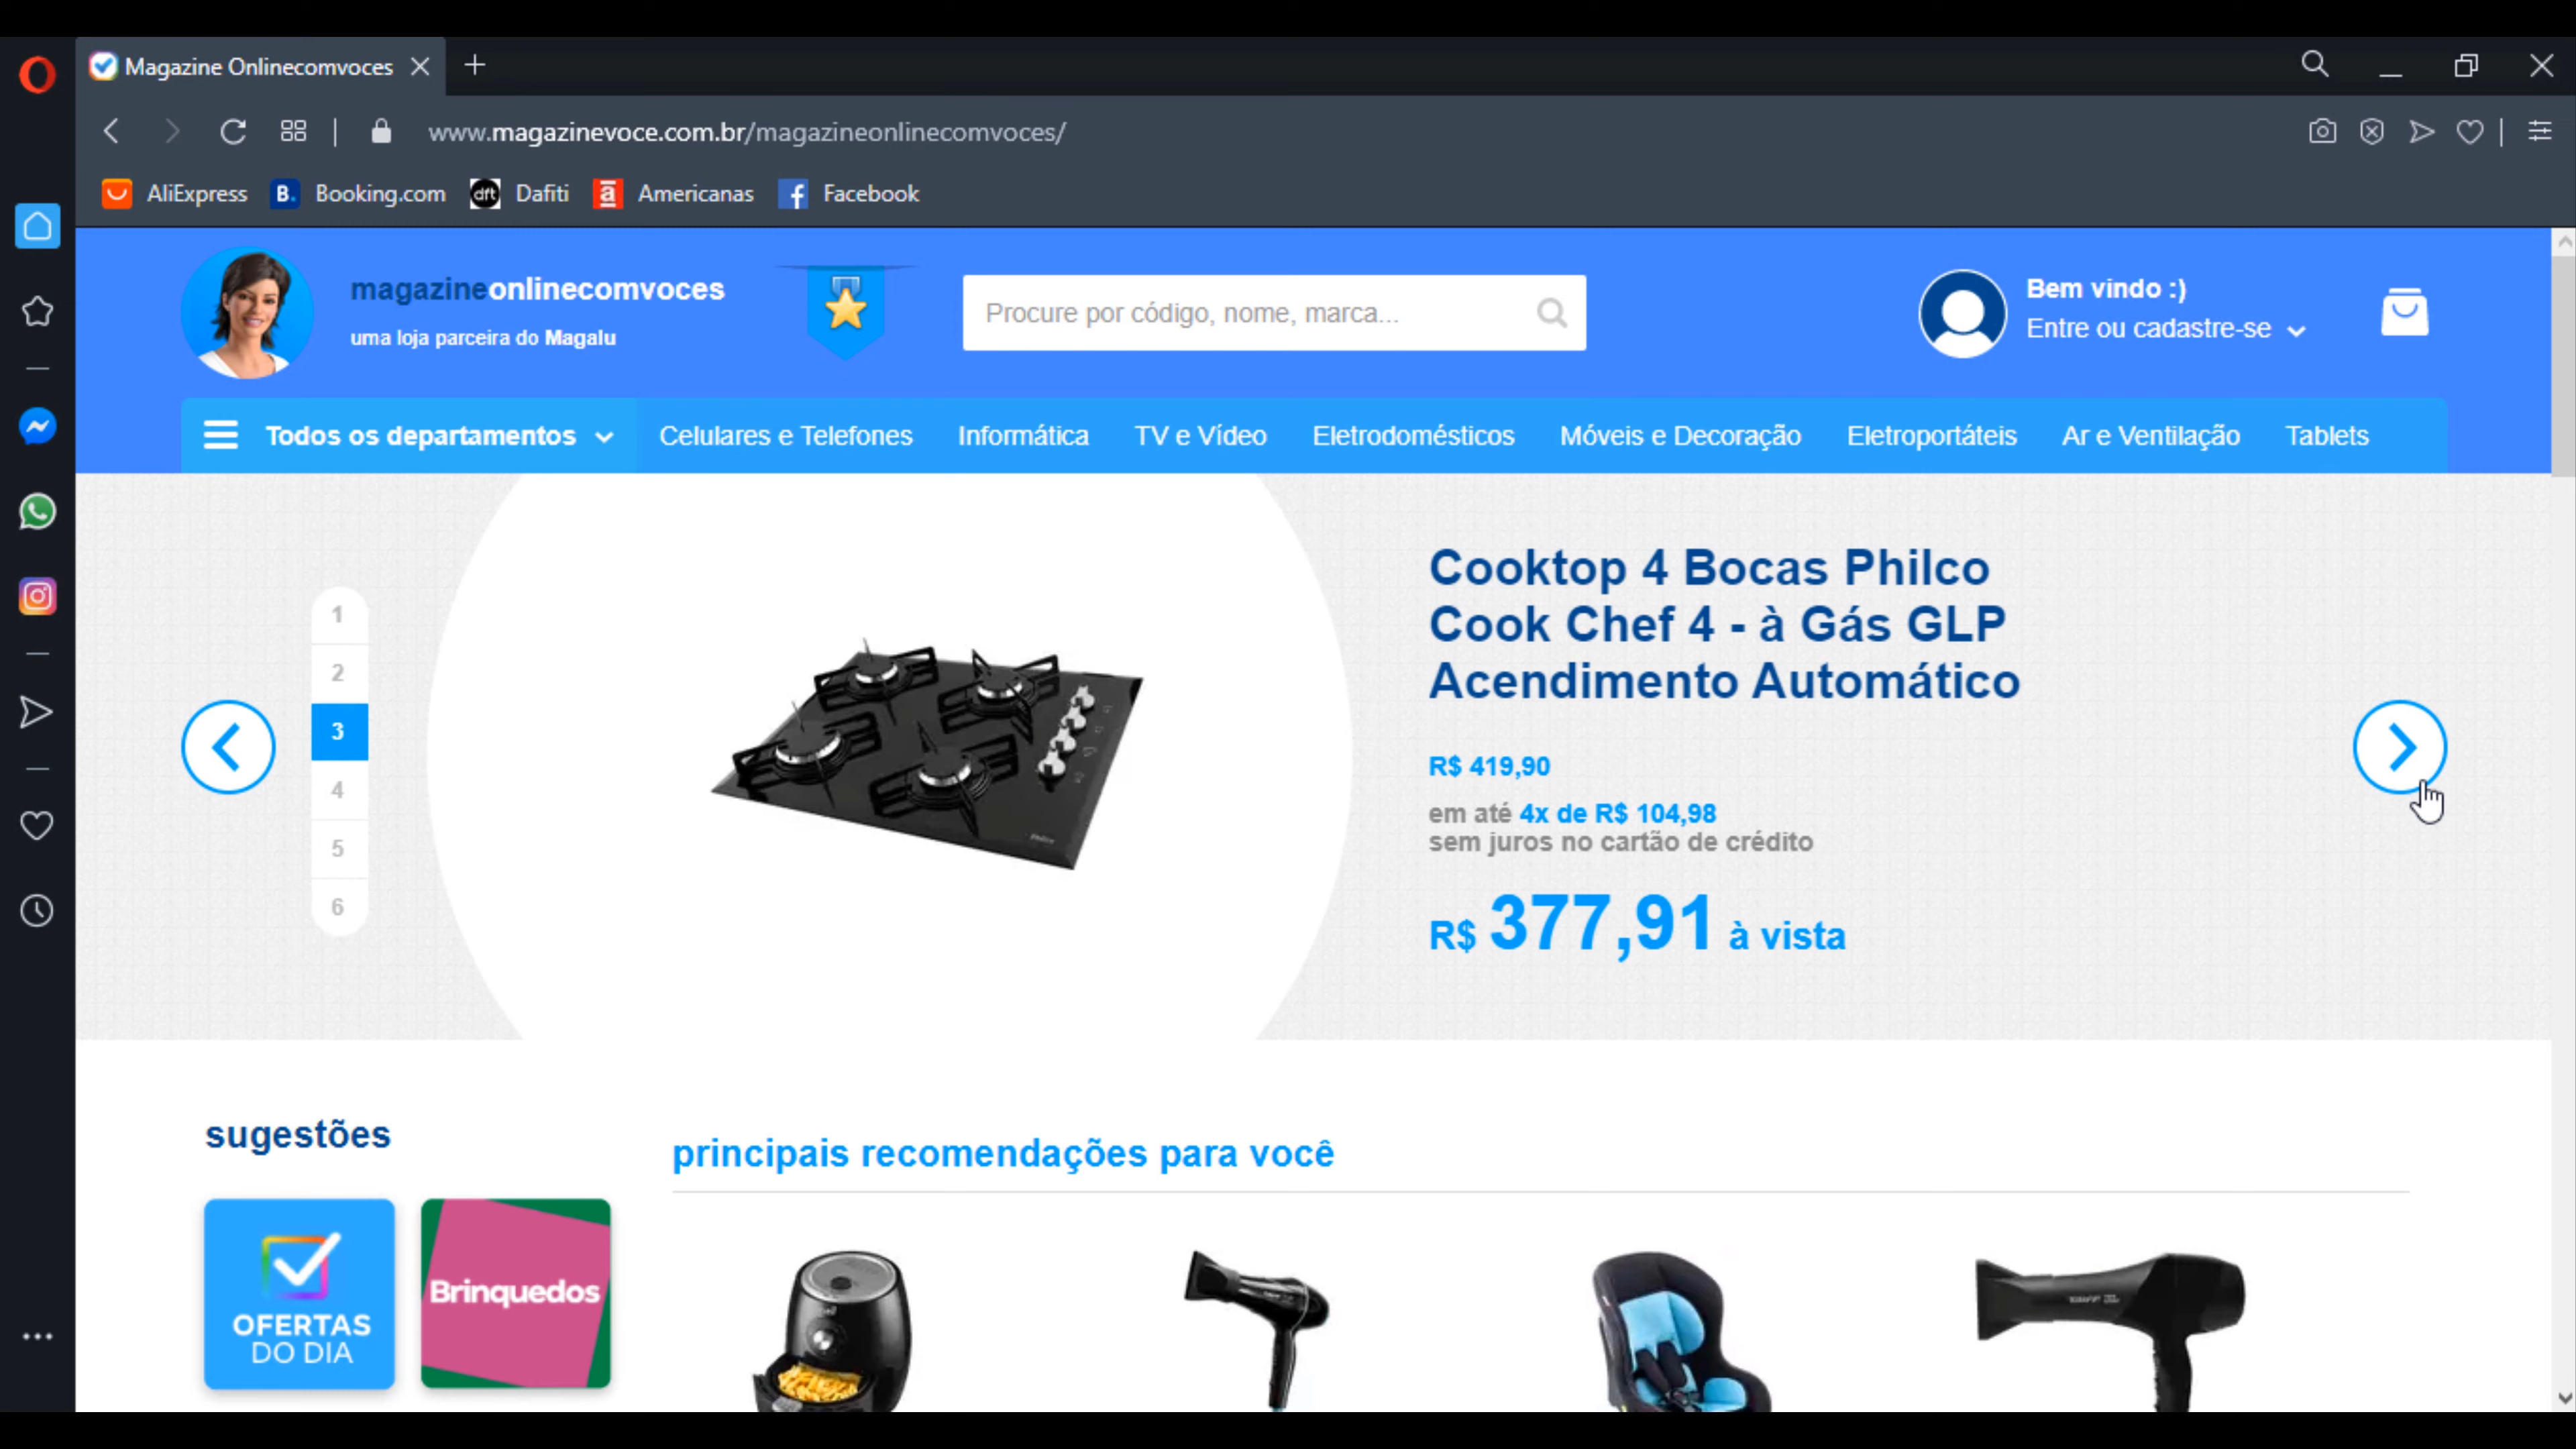 Magazine Onlinecomvoces
www.magazinevoce.com.br/magazineonlinecomvoces/
AliExpress B. Booking.com dft Dafiti a Americanas f Facebook
magazineonlinecomvoces
uma loja parceira do Magalu
Procure por código, nome, marca...
Bem vindo :)
Entre ou cadastre-se
Todos os departamentos Celulares e Telefones Informática TV e Vídeo Eletrodomésticos Móveis e Decoração Eletroportáteis Ar e Ventilação Tablets
1
2
3
4
5
6
Cooktop 4 Bocas Philco
Cook Chef 4 - à Gás GLP
Acendimento Automático
R$ 419,90
em até 4x de R$ 104,98
sem juros no cartão de crédito
R$ 377,91 à vista
sugestões
principais recomendações para você
OFERTAS
DO DIA
Brinquedos